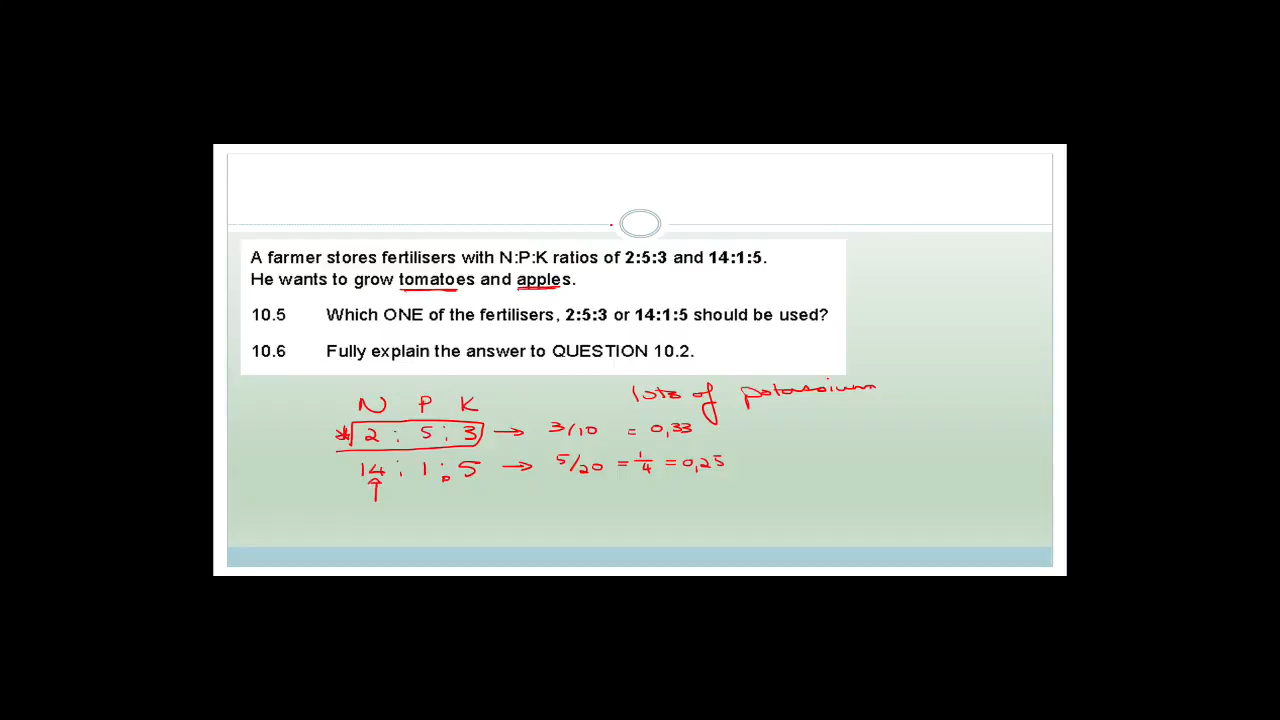 A farmer stores fertilisers with N:P:K ratios of 2:5:3 and 14:1:5.
He wants to grow tomatoes and apples.
10.5 Which ONE of the fertilisers, 2:5:3 or 14:1:5 should be used?
10.6 Fully explain the answer to QUESTION 10.2.
lots of potassium
N P K
* 2 : 5 : 3 → 3/10 = 0,33
14 : 1 : 5 → 5/20 = 1/4 = 0,25